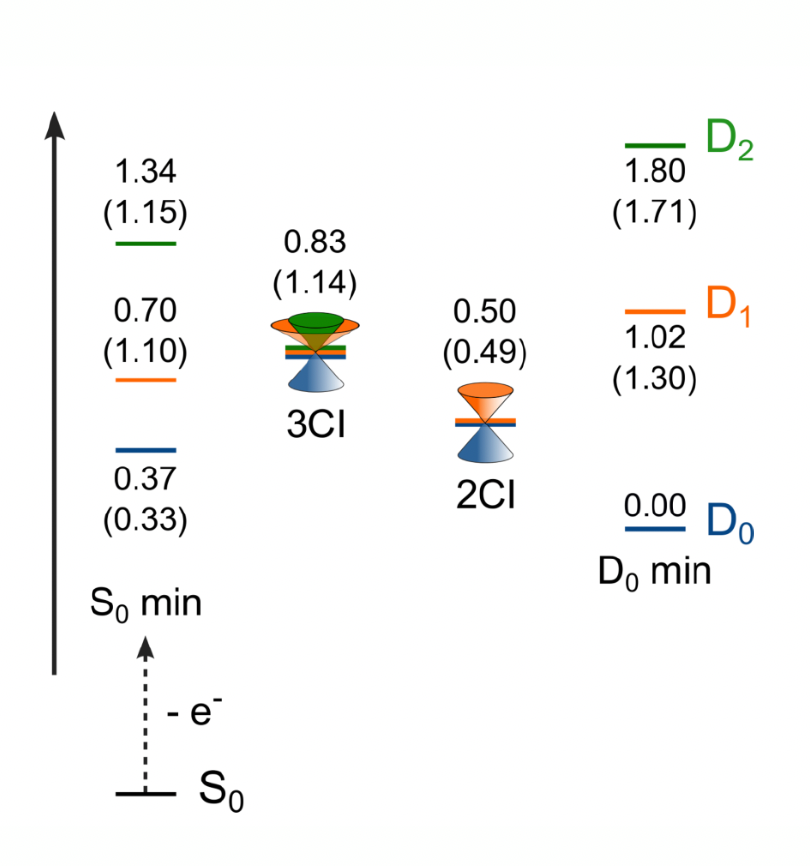 1.34
(1.15)
0.70
(1.10)
0.37
(0.33)
S₀ min
- e⁻
S₀
0.83
(1.14)
3CI
0.50
(0.49)
2CI
D₂
1.80
(1.71)
D₁
1.02
(1.30)
0.00
D₀
D₀ min